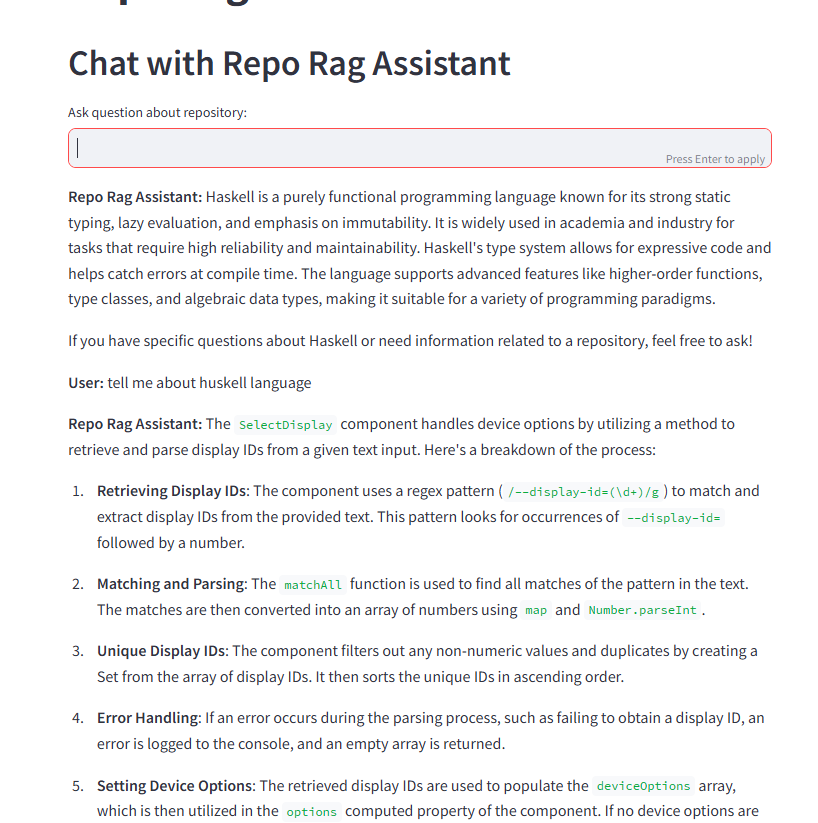 Chat with Repo Rag Assistant
Ask question about repository:
Press Enter to apply
Repo Rag Assistant: Haskell is a purely functional programming language known for its strong static
typing, lazy evaluation, and emphasis on immutability. It is widely used in academia and industry for
tasks that require high reliability and maintainability. Haskell's type system allows for expressive code and
helps catch errors at compile time. The language supports advanced features like higher-order functions,
type classes, and algebraic data types, making it suitable for a variety of programming paradigms.
If you have specific questions about Haskell or need information related to a repository, feel free to ask!
User: tell me about huskell language
Repo Rag Assistant: The SelectDisplay component handles device options by utilizing a method to
retrieve and parse display IDs from a given text input. Here's a breakdown of the process:
1. Retrieving Display IDs: The component uses a regex pattern ( /--display-id=(\d+)/g ) to match and
extract display IDs from the provided text. This pattern looks for occurrences of --display-id=
followed by a number.
2. Matching and Parsing: The matchAll function is used to find all matches of the pattern in the text.
The matches are then converted into an array of numbers using map and Number.parseInt .
3. Unique Display IDs: The component filters out any non-numeric values and duplicates by creating a
Set from the array of display IDs. It then sorts the unique IDs in ascending order.
4. Error Handling: If an error occurs during the parsing process, such as failing to obtain a display ID, an
error is logged to the console, and an empty array is returned.
5. Setting Device Options: The retrieved display IDs are used to populate the deviceOptions array,
which is then utilized in the options computed property of the component. If no device options are